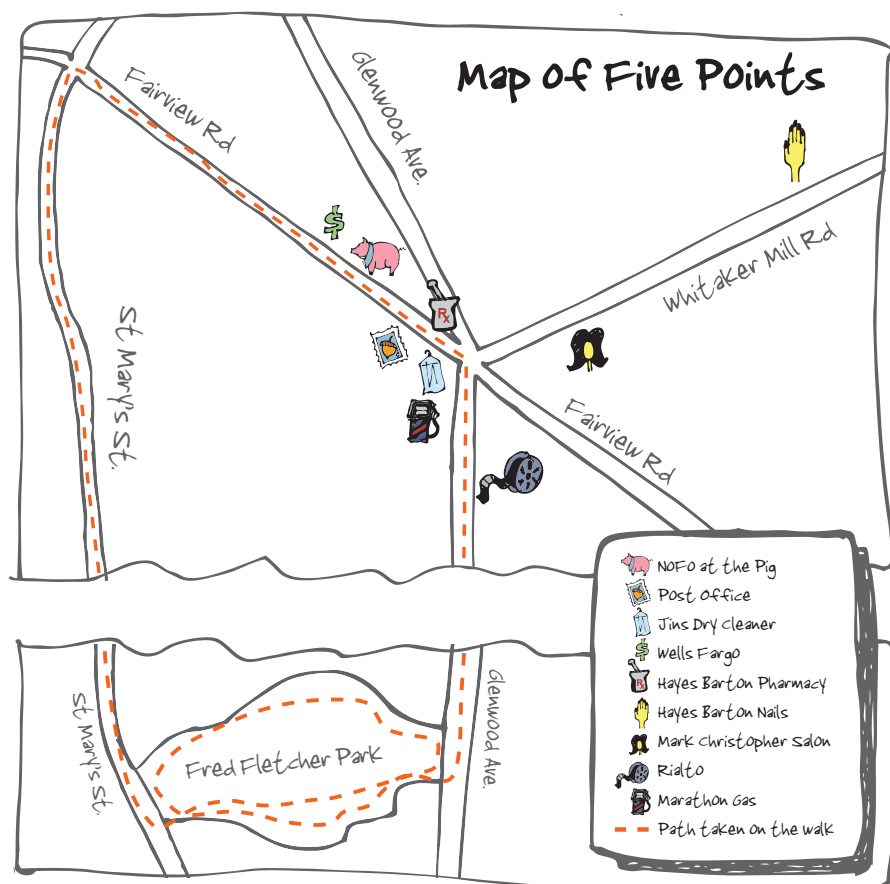 Map of Five Points
Fairview Rd
Glenwood Ave.
Whitaker Mill Rd
Rx
St Mary's St.
Fairview Rd
NOFO at the Pig
Post Office
Jins Dry Cleaner
Wells Fargo
Rx
Hayes Barton Pharmacy
Hayes Barton Nails
Mark Christopher Salon
Rialto
Marathon Gas
Path taken on the walk
St Mary's St.
Fred Fletcher Park
Glenwood Ave.